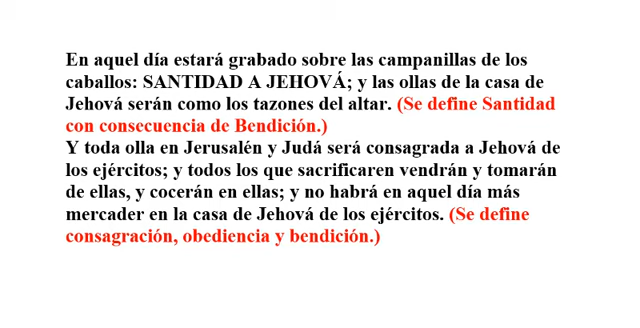 En aquel día estará grabado sobre las campanillas de los
caballos: SANTIDAD A JEHOVÁ; y las ollas de la casa de
Jehová serán como los tazones del altar. (Se define Santidad
con consecuencia de Bendición.)
Y toda olla en Jerusalén y Judá será consagrada a Jehová de
los ejércitos; y todos los que sacrificaren vendrán y tomarán
de ellas, y cocerán en ellas; y no habrá en aquel día más
mercader en la casa de Jehová de los ejércitos. (Se define
consagración, obediencia y bendición.)